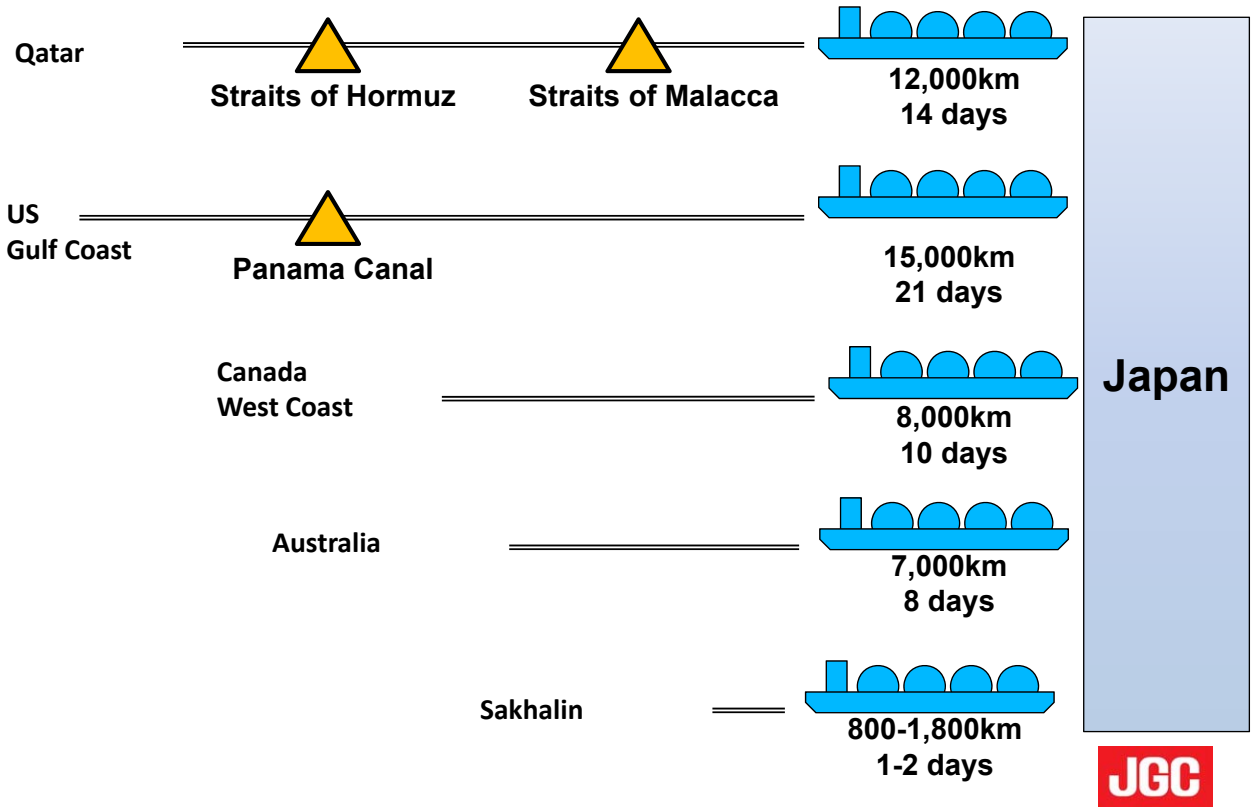 Qatar
Straits of Hormuz
Straits of Malacca
12,000km
14 days
US
Gulf Coast
Panama Canal
15,000km
21 days
Canada
West Coast
8,000km
10 days
Japan
Australia
7,000km
8 days
Sakhalin
800-1,800km
1-2 days
JGC